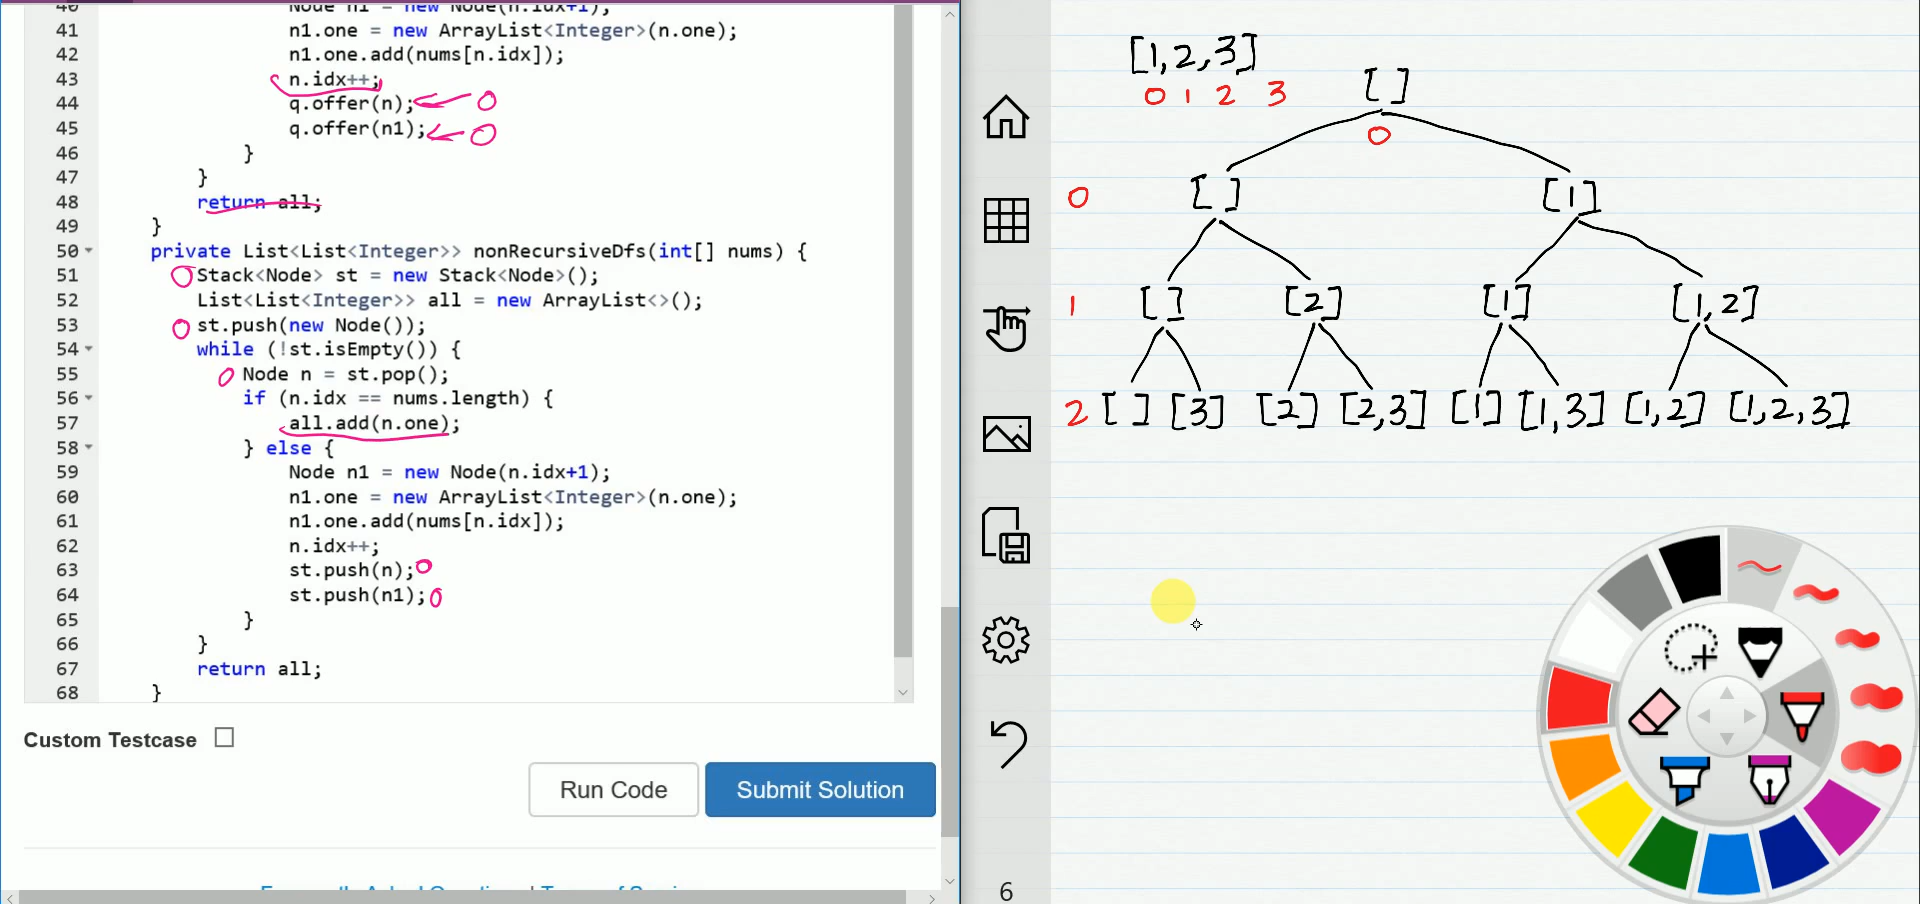 40 Node n1 = new Node(n.idx+1);
41 n1.one = new ArrayList<Integer>(n.one);
42 n1.one.add(nums[n.idx]);
43 n.idx++;
44 q.offer(n);
45 q.offer(n1);
46 }
47 }
48 return all;
49 }
50 private List<List<Integer>> nonRecursiveDfs(int[] nums) {
51 Stack<Node> st = new Stack<Node>();
52 List<List<Integer>> all = new ArrayList<>();
53 st.push(new Node());
54 while (!st.isEmpty()) {
55 Node n = st.pop();
56 if (n.idx == nums.length) {
57 all.add(n.one);
58 } else {
59 Node n1 = new Node(n.idx+1);
60 n1.one = new ArrayList<Integer>(n.one);
61 n1.one.add(nums[n.idx]);
62 n.idx++;
63 st.push(n);
64 st.push(n1);
65 }
66 }
67 return all;
68 }
Custom Testcase
Run Code Submit Solution
[1,2,3]
0 1 2 3
[ ]
0
0 [ ] [1]
1 [ ] [2] [1] [1,2]
2 [ ] [3] [2] [2,3] [1] [1,3] [1,2] [1,2,3]
6